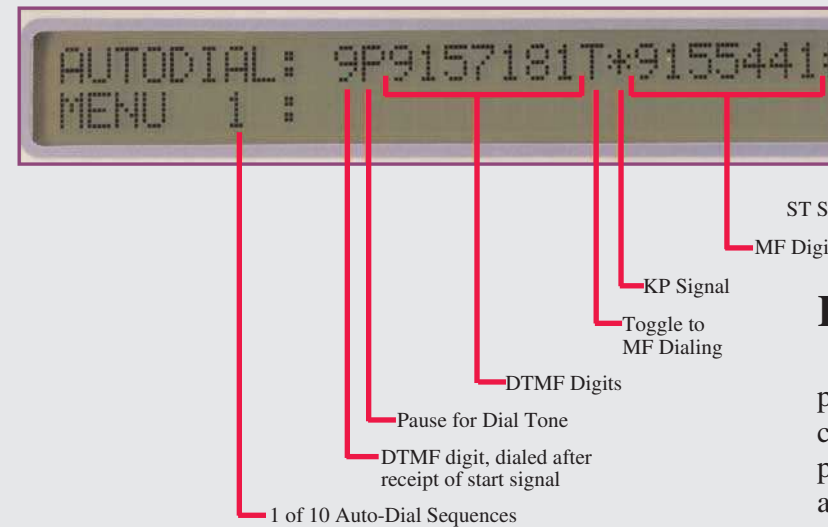 AUTODIAL: 9P9157181T*9155441
MENU 1 :
ST S
MF Digi
KP Signal
Toggle to
MF Dialing
DTMF Digits
Pause for Dial Tone
DTMF digit, dialed after
receipt of start signal
1 of 10 Auto-Dial Sequences
p
c
p
a